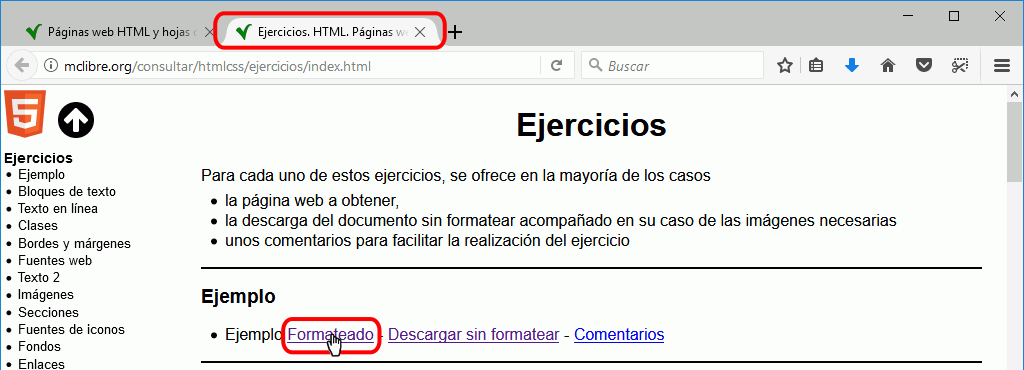 Páginas web HTML y hojas
Ejercicios. HTML. Páginas w
mclibre.org/consultar/htmlcss/ejercicios/index.html
Buscar
5
Ejercicios
Ejemplo
Bloques de texto
Texto en línea
Clases
Bordes y márgenes
Fuentes web
Texto 2
Imágenes
Secciones
Fuentes de iconos
Fondos
Enlaces
Ejercicios
Para cada uno de estos ejercicios, se ofrece en la mayoría de los casos
la página web a obtener,
la descarga del documento sin formatear acompañado en su caso de las imágenes necesarias
unos comentarios para facilitar la realización del ejercicio
Ejemplo
Ejemplo Formateado - Descargar sin formatear - Comentarios